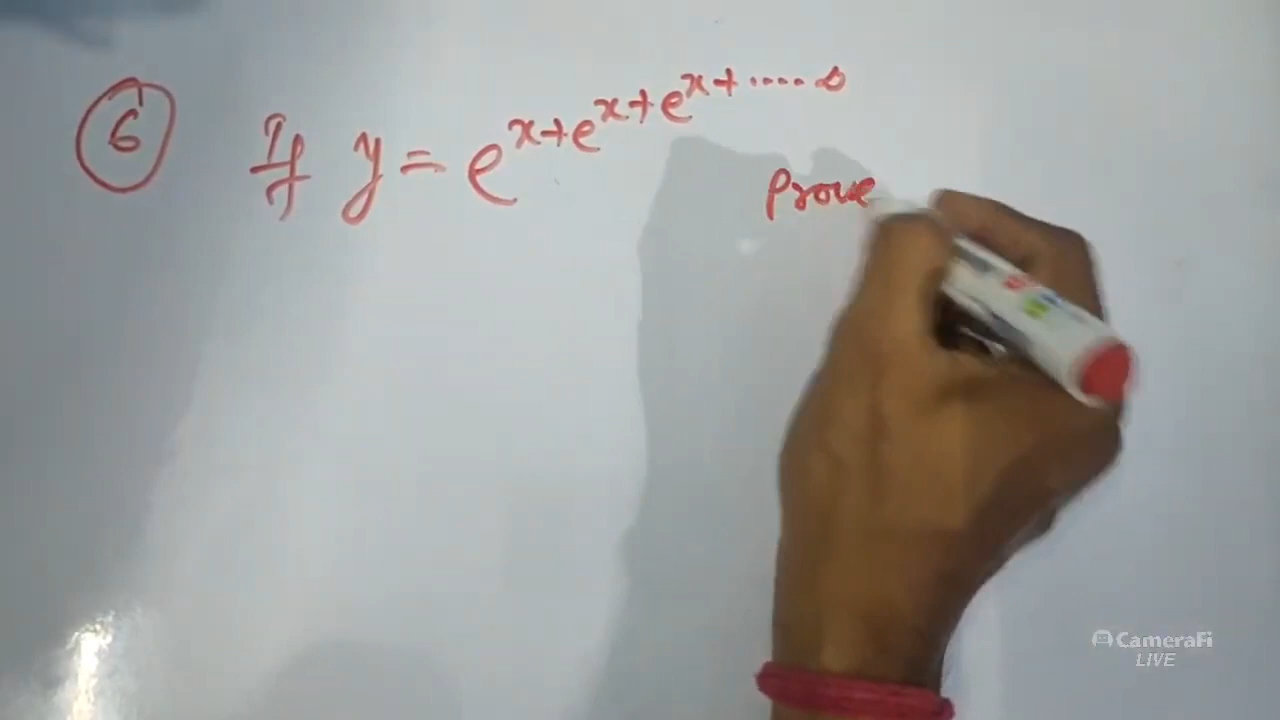 6 If y = e^{x+e^{x+e^{x+.....∞}}}
Prove
CameraFi
LIVE